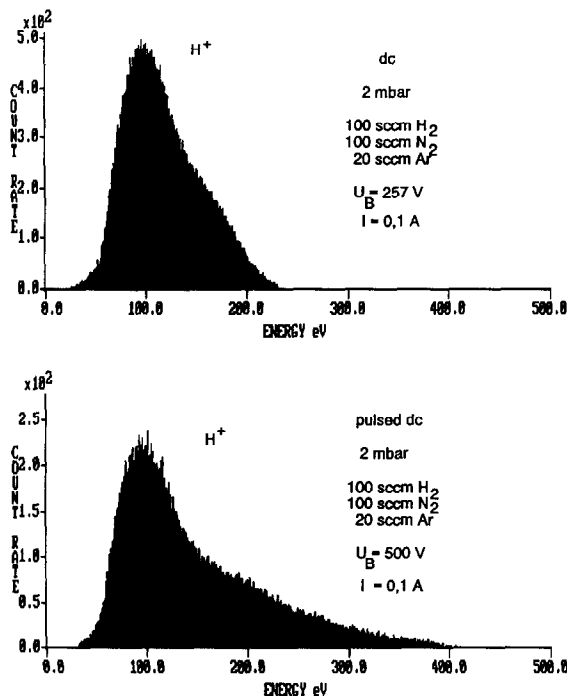 x10²
5.0
4.0
3.0
2.0
1.0
0.0
COUNT RATE
H⁺
dc
2 mbar
100 sccm H₂
100 sccm N₂
20 sccm Ar
U_B = 257 V
I = 0,1 A
0.0 100.0 200.0 300.0 400.0 500.0
ENERGY eV
x10²
2.5
2.0
1.5
1.0
0.5
0.0
COUNT RATE
H⁺
pulsed dc
2 mbar
100 sccm H₂
100 sccm N₂
20 sccm Ar
U_B = 500 V
I = 0,1 A
0.0 100.0 200.0 300.0 400.0 500.0
ENERGY eV